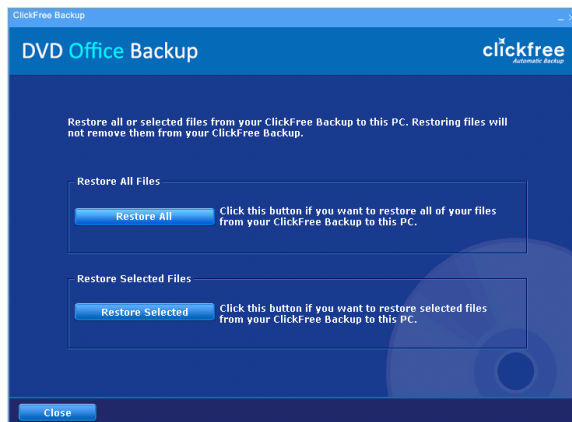 ClickFree Backup
DVD Office Backup
clickfree
Automatic Backup
Restore all or selected files from your ClickFree Backup to this PC. Restoring files will
not remove them from your ClickFree Backup.
Restore All Files
Restore All
Click this button if you want to restore all of your files
from your ClickFree Backup to this PC.
Restore Selected Files
Restore Selected
Click this button if you want to restore selected files
from your ClickFree Backup to this PC.
Close